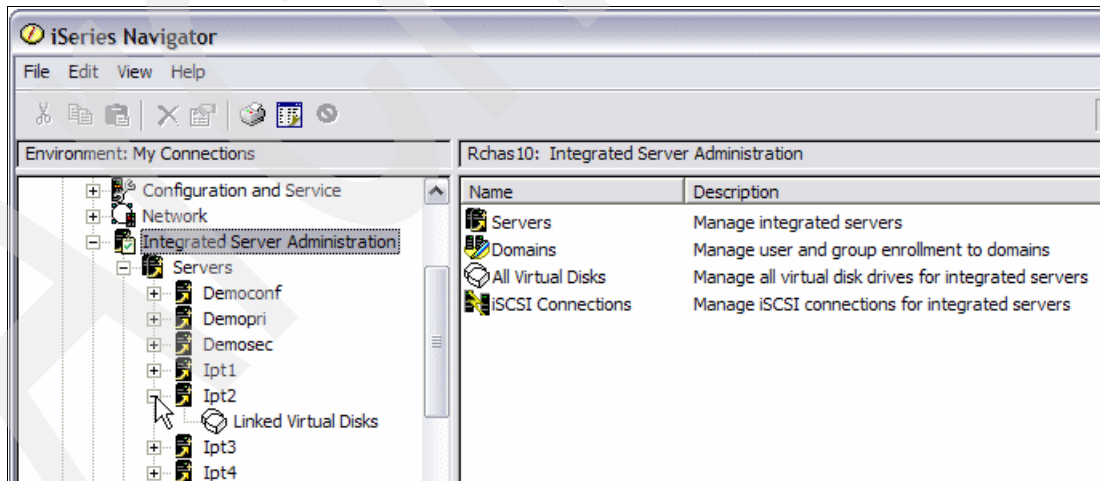 iSeries Navigator
File Edit View Help
Environment: My Connections
Rchas10: Integrated Server Administration
Configuration and Service
Network
Integrated Server Administration
Servers
Democonf
Demopri
Demosec
Ipt1
Ipt2
Linked Virtual Disks
Ipt3
Ipt4
Name Description
Servers Manage integrated servers
Domains Manage user and group enrollment to domains
All Virtual Disks Manage all virtual disk drives for integrated servers
iSCSI Connections Manage iSCSI connections for integrated servers